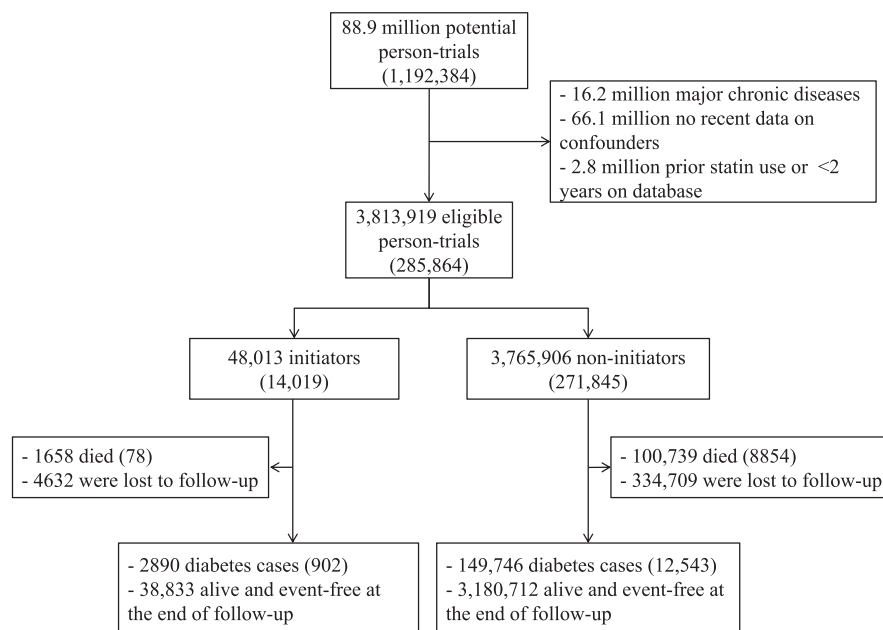 88.9 million potential
person-trials
(1,192,384)
- 16.2 million major chronic diseases
- 66.1 million no recent data on
confounders
- 2.8 million prior statin use or <2
years on database
3,813,919 eligible
person-trials
(285,864)
48,013 initiators
(14,019)
3,765,906 non-initiators
(271,845)
- 1658 died (78)
- 4632 were lost to follow-up
- 100,739 died (8854)
- 334,709 were lost to follow-up
- 2890 diabetes cases (902)
- 38,833 alive and event-free at
the end of follow-up
- 149,746 diabetes cases (12,543)
- 3,180,712 alive and event-free at
the end of follow-up